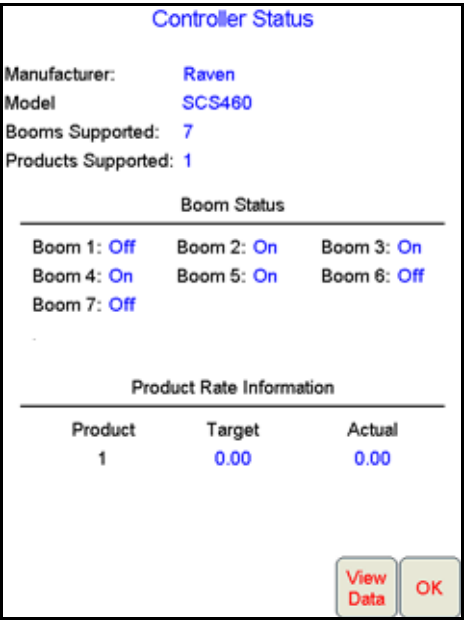 Controller Status
Manufacturer: Raven
Model SCS460
Booms Supported: 7
Products Supported: 1
Boom Status
Boom 1: Off Boom 2: On Boom 3: On
Boom 4: On Boom 5: On Boom 6: Off
Boom 7: Off
Product Rate Information
Product Target Actual
1 0.00 0.00
View Data OK